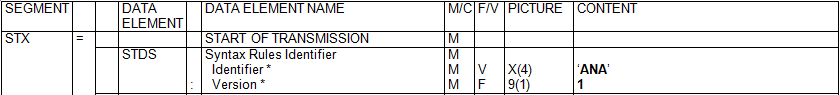 SEGMENT DATA ELEMENT DATA ELEMENT NAME M/C F/V PICTURE CONTENT
STX = START OF TRANSMISSION M
STDS Syntax Rules Identifier M
Identifier * M V X(4) ‘ANA’
: Version * M F 9(1) 1